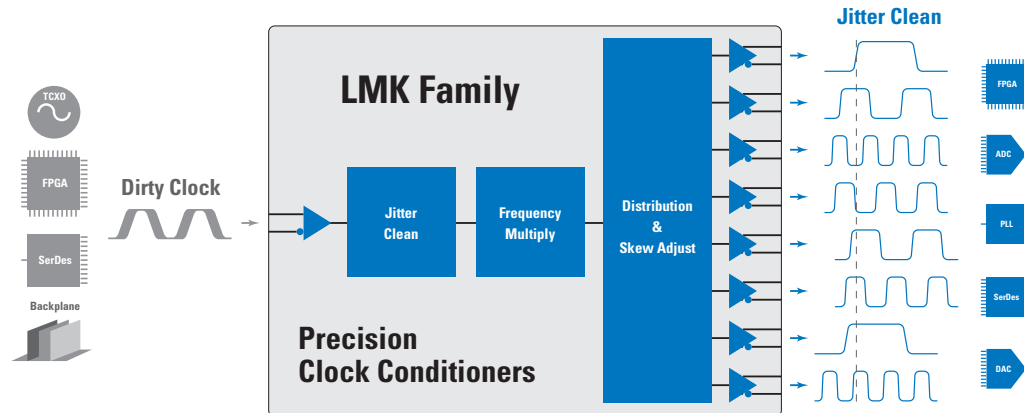 Jitter Clean
LMK Family
TCXO
FPGA
SerDes
Backplane
Dirty Clock
Jitter
Clean
Frequency
Multiply
Distribution
&
Skew Adjust
Precision
Clock Conditioners
FPGA
ADC
PLL
SerDes
DAC